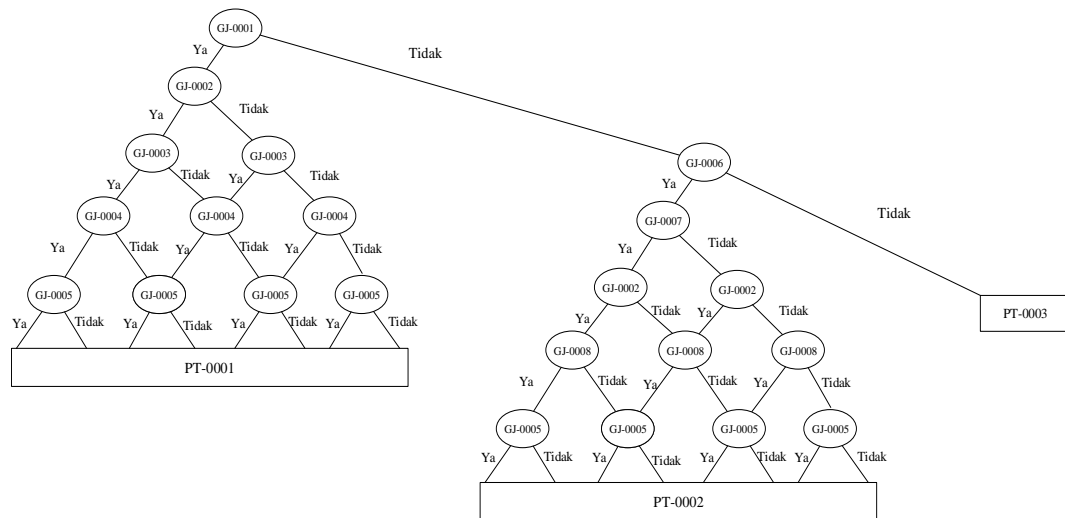 GJ-0001
Ya
Tidak
GJ-0002
Ya
Tidak
GJ-0003
GJ-0003
GJ-0006
Ya
Tidak
Ya
Tidak
Ya
Tidak
GJ-0004
GJ-0004
GJ-0004
GJ-0007
Ya
Tidak
Ya
Tidak
Ya
Tidak
Ya
Tidak
GJ-0005
GJ-0005
GJ-0005
GJ-0005
GJ-0002
GJ-0002
PT-0003
Ya
Tidak
Ya
Tidak
Ya
Tidak
Ya
Tidak
Ya
Tidak
Ya
Tidak
PT-0001
GJ-0008
GJ-0008
GJ-0008
Ya
Tidak
Ya
Tidak
Ya
Tidak
GJ-0005
GJ-0005
GJ-0005
GJ-0005
Ya
Tidak
Ya
Tidak
Ya
Tidak
Ya
Tidak
PT-0002